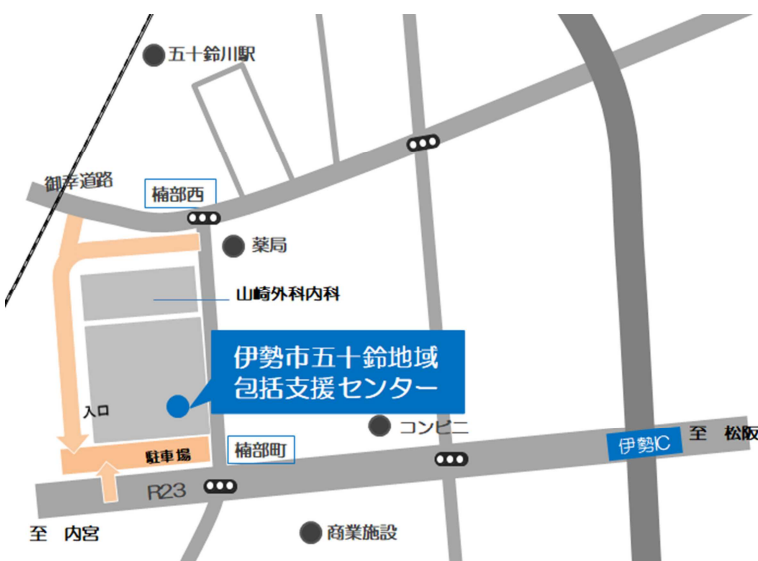 五十鈴川駅
御幸道路
楠部西
薬局
山崎外科内科
伊勢市五十鈴地域
包括支援センター
入口
コンビニ
伊勢IC
至 松阪
楠部町
駐車場
R23
至 内宮
商業施設